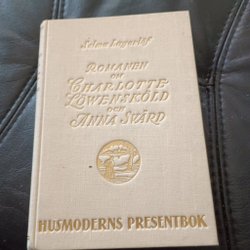 Selma Lagerlöf
ROMANEN
OM
CHARLOTTE
LÖWENSKÖLD
OCH
ANNA SVÄRD
HUSMODERNS PRESENTBOK